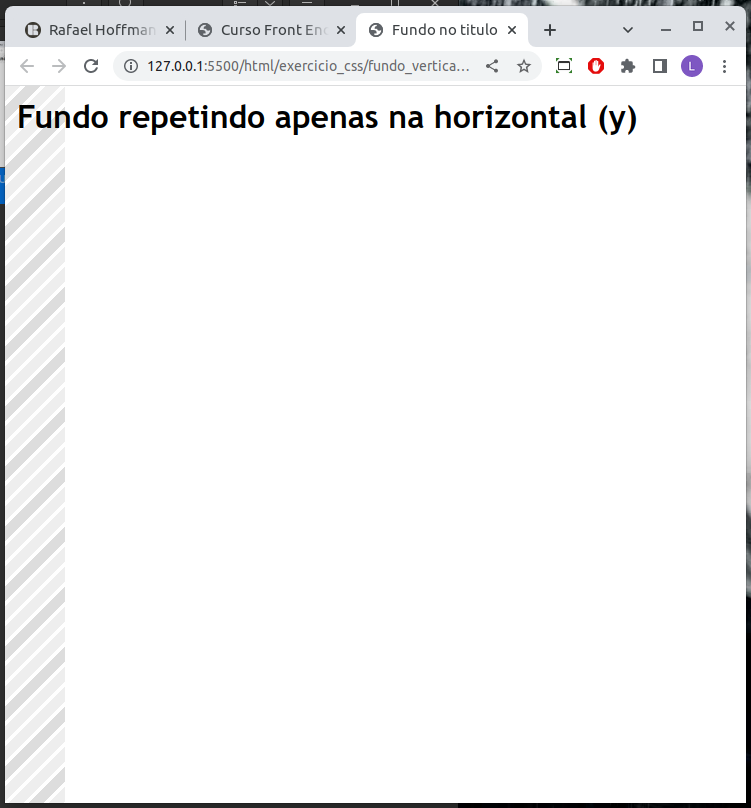 Rafael Hoffman
Curso Front End
Fundo no titulo
127.0.0.1:5500/html/exercicio_css/fundo_vertica...
L
Fundo repetindo apenas na horizontal (y)